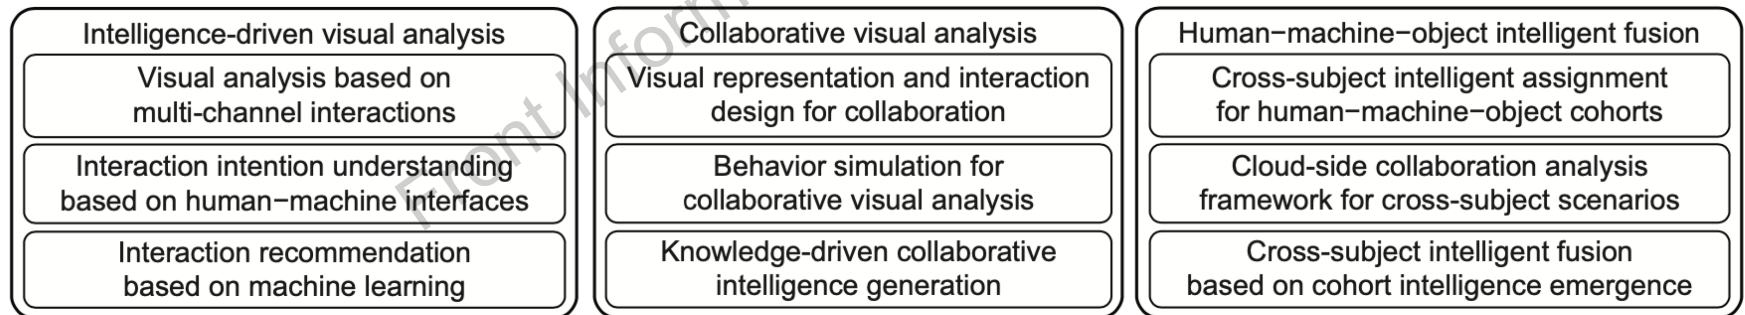 Intelligence-driven visual analysis
Visual analysis based on
multi-channel interactions
Interaction intention understanding
based on human−machine interfaces
Interaction recommendation
based on machine learning
Collaborative visual analysis
Visual representation and interaction
design for collaboration
Behavior simulation for
collaborative visual analysis
Knowledge-driven collaborative
intelligence generation
Human−machine−object intelligent fusion
Cross-subject intelligent assignment
for human−machine−object cohorts
Cloud-side collaboration analysis
framework for cross-subject scenarios
Cross-subject intelligent fusion
based on cohort intelligence emergence
Front Inform